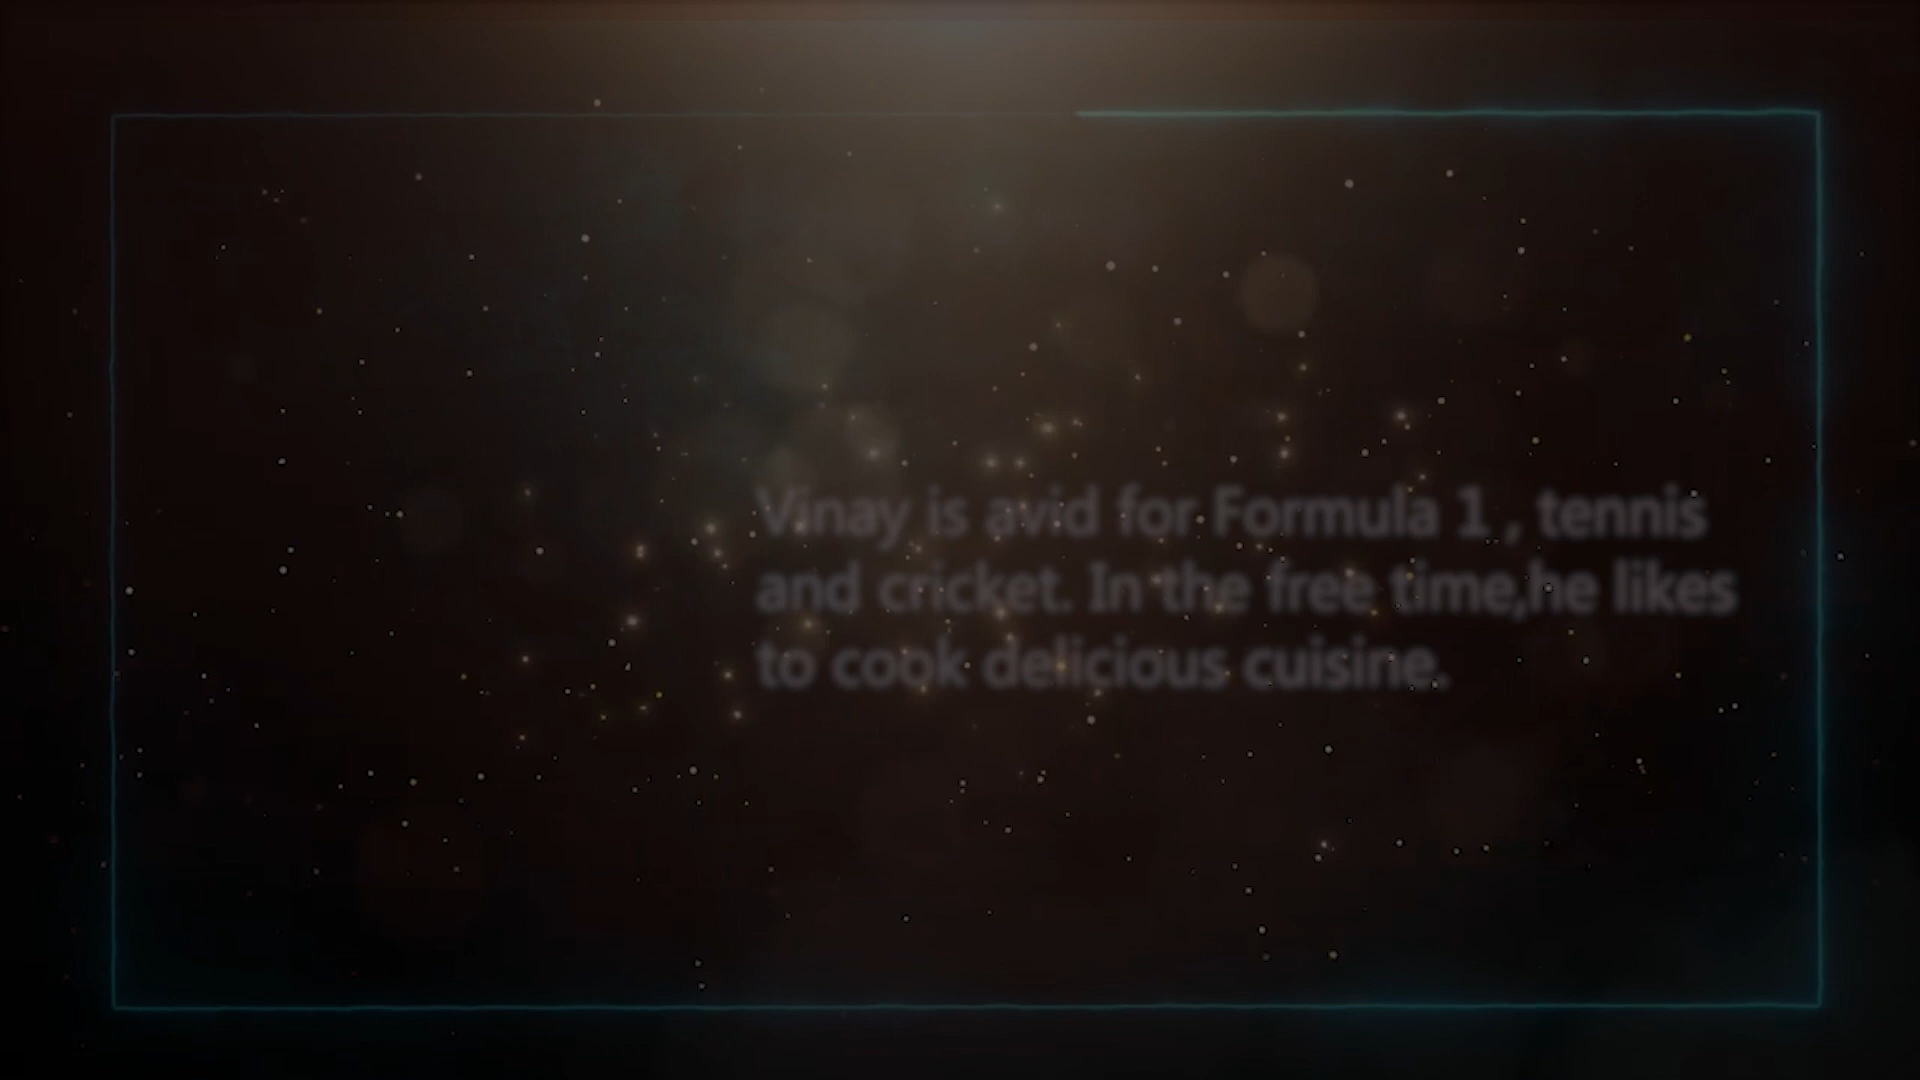 Vinay is avid for Formula 1 , tennis
and cricket. In the free time,he likes
to cook delicious cuisine.